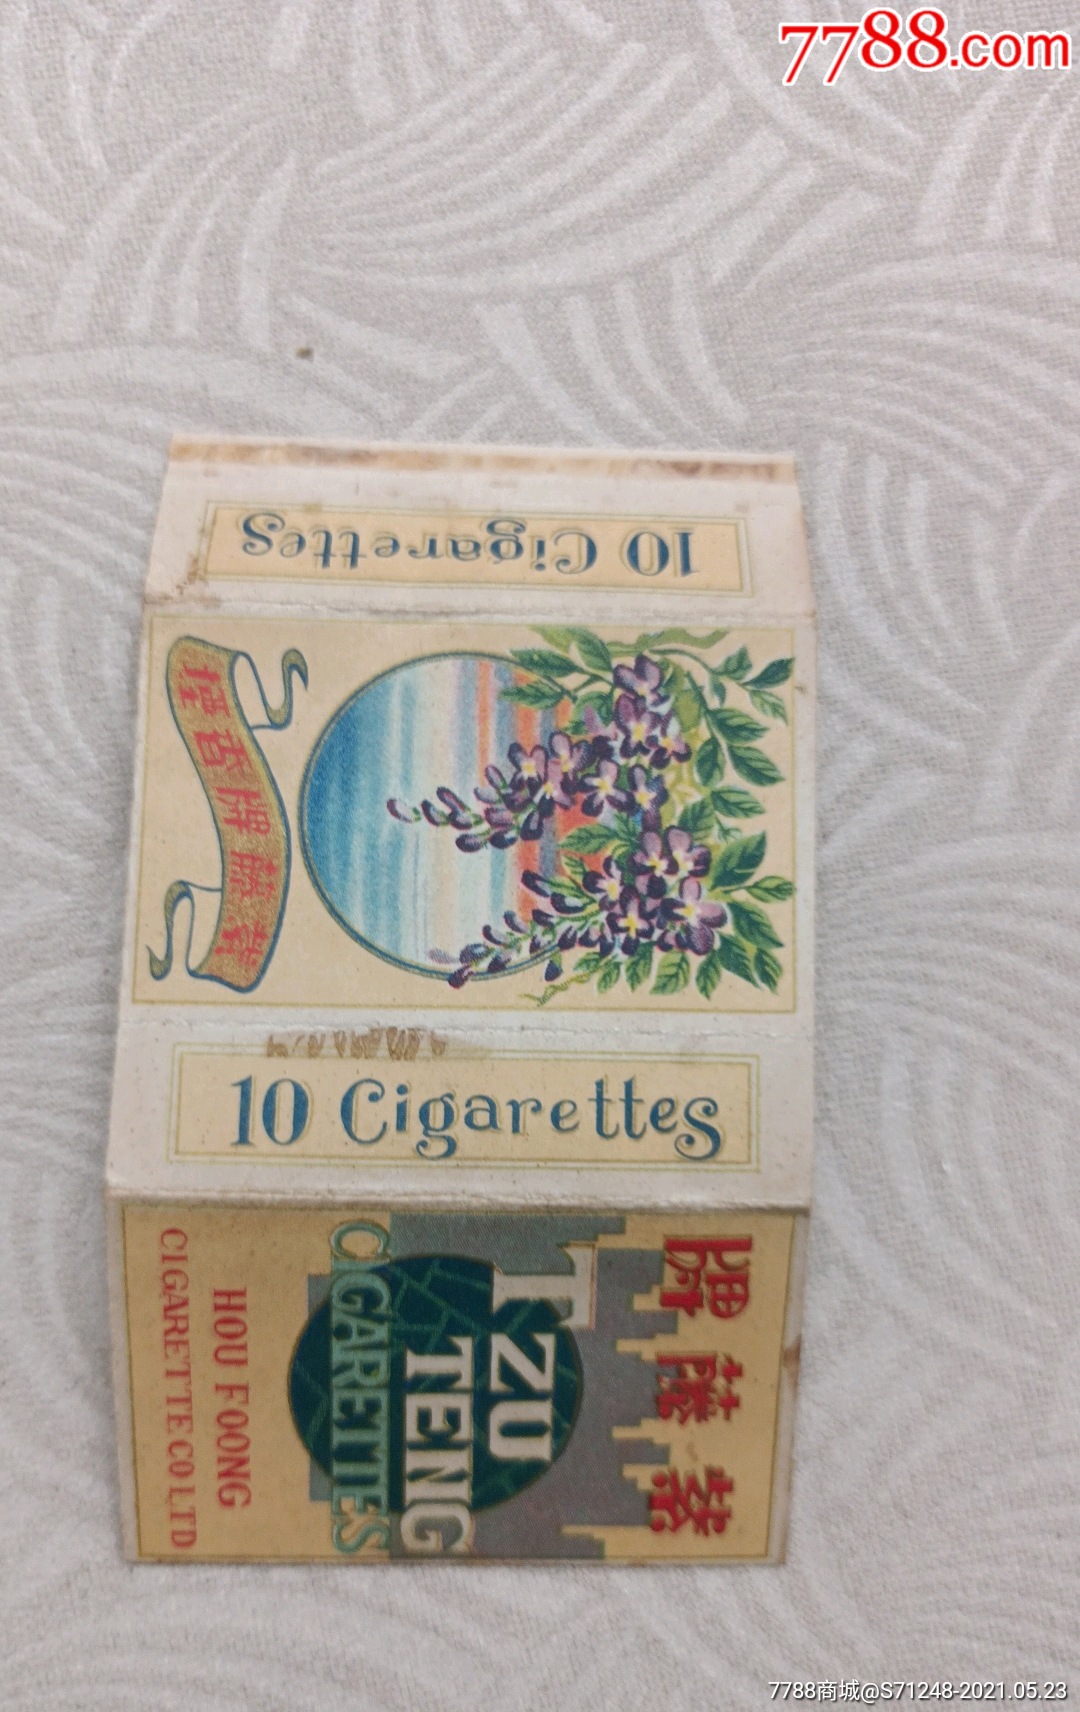 7788.com
10 Cigarettes
煙香牌藤紫
10 Cigarettes
牌藤紫
TZU
TENG
CIGARETTES
HOU FOONG
CIGARETTE CO LTD
7788商城@S71248-2021.05.23